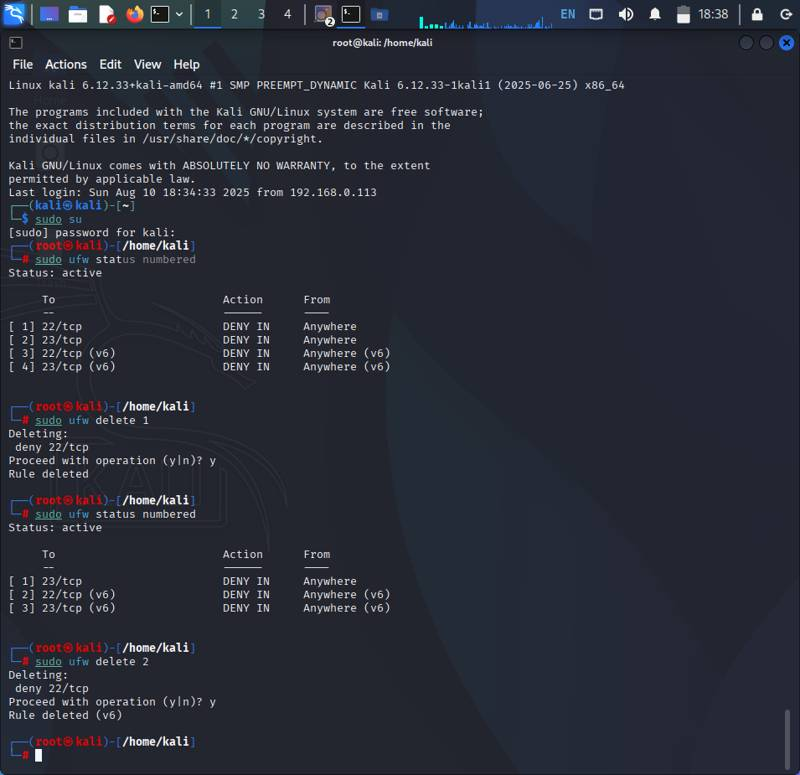 1 2 3 4 2 EN 18:38
root@kali: /home/kali
File Actions Edit View Help
Linux kali 6.12.33+kali-amd64 #1 SMP PREEMPT_DYNAMIC Kali 6.12.33-1kali1 (2025-06-25) x86_64
The programs included with the Kali GNU/Linux system are free software;
the exact distribution terms for each program are described in the
individual files in /usr/share/doc/*/copyright.
Kali GNU/Linux comes with ABSOLUTELY NO WARRANTY, to the extent
permitted by applicable law.
Last login: Sun Aug 10 18:34:33 2025 from 192.168.0.113
┌──(kali㉿kali)-[~]
└─$ sudo su
[sudo] password for kali:
┌──(root㉿kali)-[/home/kali]
└─# sudo ufw status numbered
Status: active
To Action From
-- ------ ----
[ 1] 22/tcp DENY IN Anywhere
[ 2] 23/tcp DENY IN Anywhere
[ 3] 22/tcp (v6) DENY IN Anywhere (v6)
[ 4] 23/tcp (v6) DENY IN Anywhere (v6)
┌──(root㉿kali)-[/home/kali]
└─# sudo ufw delete 1
Deleting:
deny 22/tcp
Proceed with operation (y|n)? y
Rule deleted
┌──(root㉿kali)-[/home/kali]
└─# sudo ufw status numbered
Status: active
To Action From
-- ------ ----
[ 1] 23/tcp DENY IN Anywhere
[ 2] 22/tcp (v6) DENY IN Anywhere (v6)
[ 3] 23/tcp (v6) DENY IN Anywhere (v6)
┌──(root㉿kali)-[/home/kali]
└─# sudo ufw delete 2
Deleting:
deny 22/tcp
Proceed with operation (y|n)? y
Rule deleted (v6)
┌──(root㉿kali)-[/home/kali]
└─#
KALI